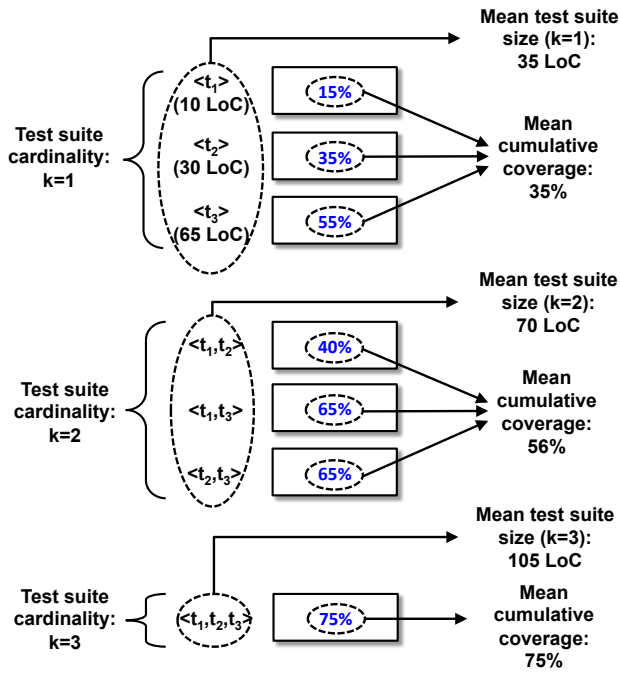 Mean test suite
size (k=1):
35 LoC
Test suite
cardinality:
k=1
<t₁>
(10 LoC)
15%
<t₂>
(30 LoC)
35%
<t₃>
(65 LoC)
55%
Mean
cumulative
coverage:
35%
Mean test suite
size (k=2):
70 LoC
Test suite
cardinality:
k=2
<t₁,t₂>
40%
<t₁,t₃>
65%
<t₂,t₃>
65%
Mean
cumulative
coverage:
56%
Mean test suite
size (k=3):
105 LoC
Test suite
cardinality:
k=3
<t₁,t₂,t₃>
75%
Mean
cumulative
coverage:
75%